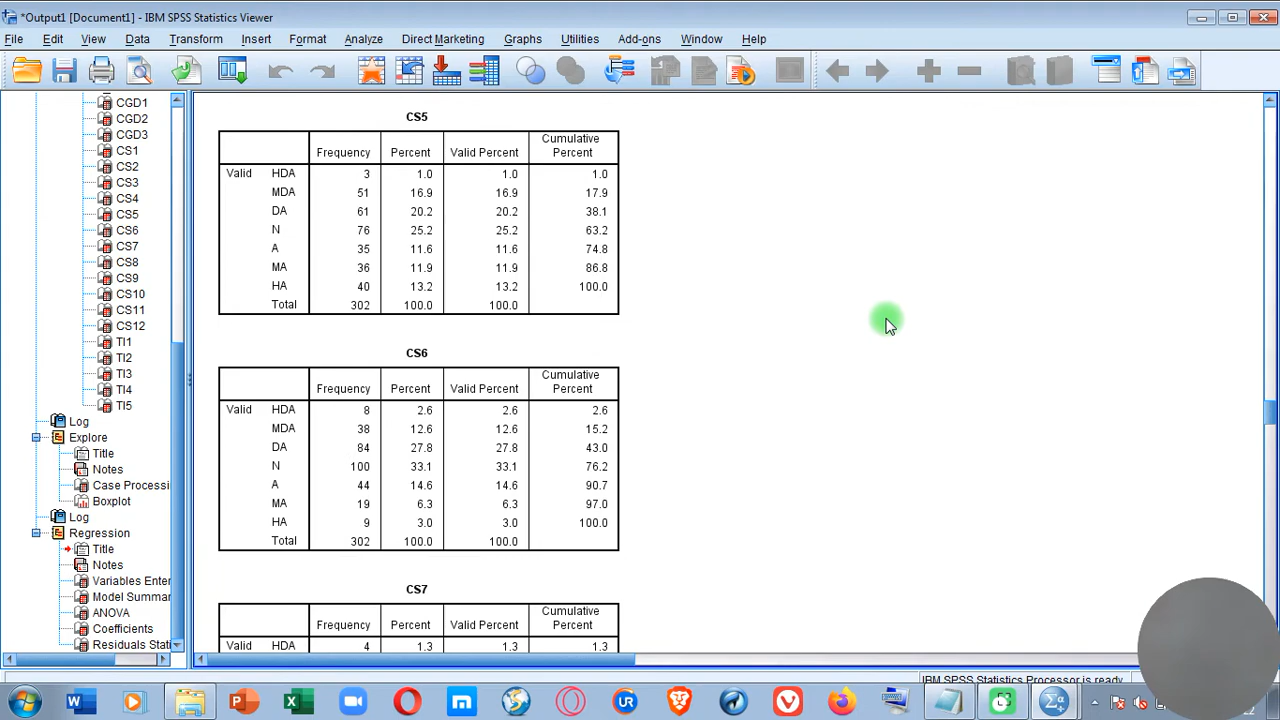 *Output1 [Document1] - IBM SPSS Statistics Viewer
File Edit View Data Transform Insert Format Analyze Direct Marketing Graphs Utilities Add-ons Window Help
CGD1
CGD2
CGD3
CS1
CS2
CS3
CS4
CS5
CS6
CS7
CS8
CS9
CS10
CS11
CS12
TI1
TI2
TI3
TI4
TI5
Log
Explore
Title
Notes
Case Processi
Boxplot
Log
Regression
Title
Notes
Variables Enter
Model Summar
ANOVA
Coefficients
Residuals Stati
CS5
Frequency Percent Valid Percent Cumulative Percent
Valid HDA 3 1.0 1.0 1.0
MDA 51 16.9 16.9 17.9
DA 61 20.2 20.2 38.1
N 76 25.2 25.2 63.2
A 35 11.6 11.6 74.8
MA 36 11.9 11.9 86.8
HA 40 13.2 13.2 100.0
Total 302 100.0 100.0
CS6
Frequency Percent Valid Percent Cumulative Percent
Valid HDA 8 2.6 2.6 2.6
MDA 38 12.6 12.6 15.2
DA 84 27.8 27.8 43.0
N 100 33.1 33.1 76.2
A 44 14.6 14.6 90.7
MA 19 6.3 6.3 97.0
HA 9 3.0 3.0 100.0
Total 302 100.0 100.0
CS7
Frequency Percent Valid Percent Cumulative Percent
Valid HDA 4 1.3 1.3 1.3
IBM SPSS Statistics Processor is ready